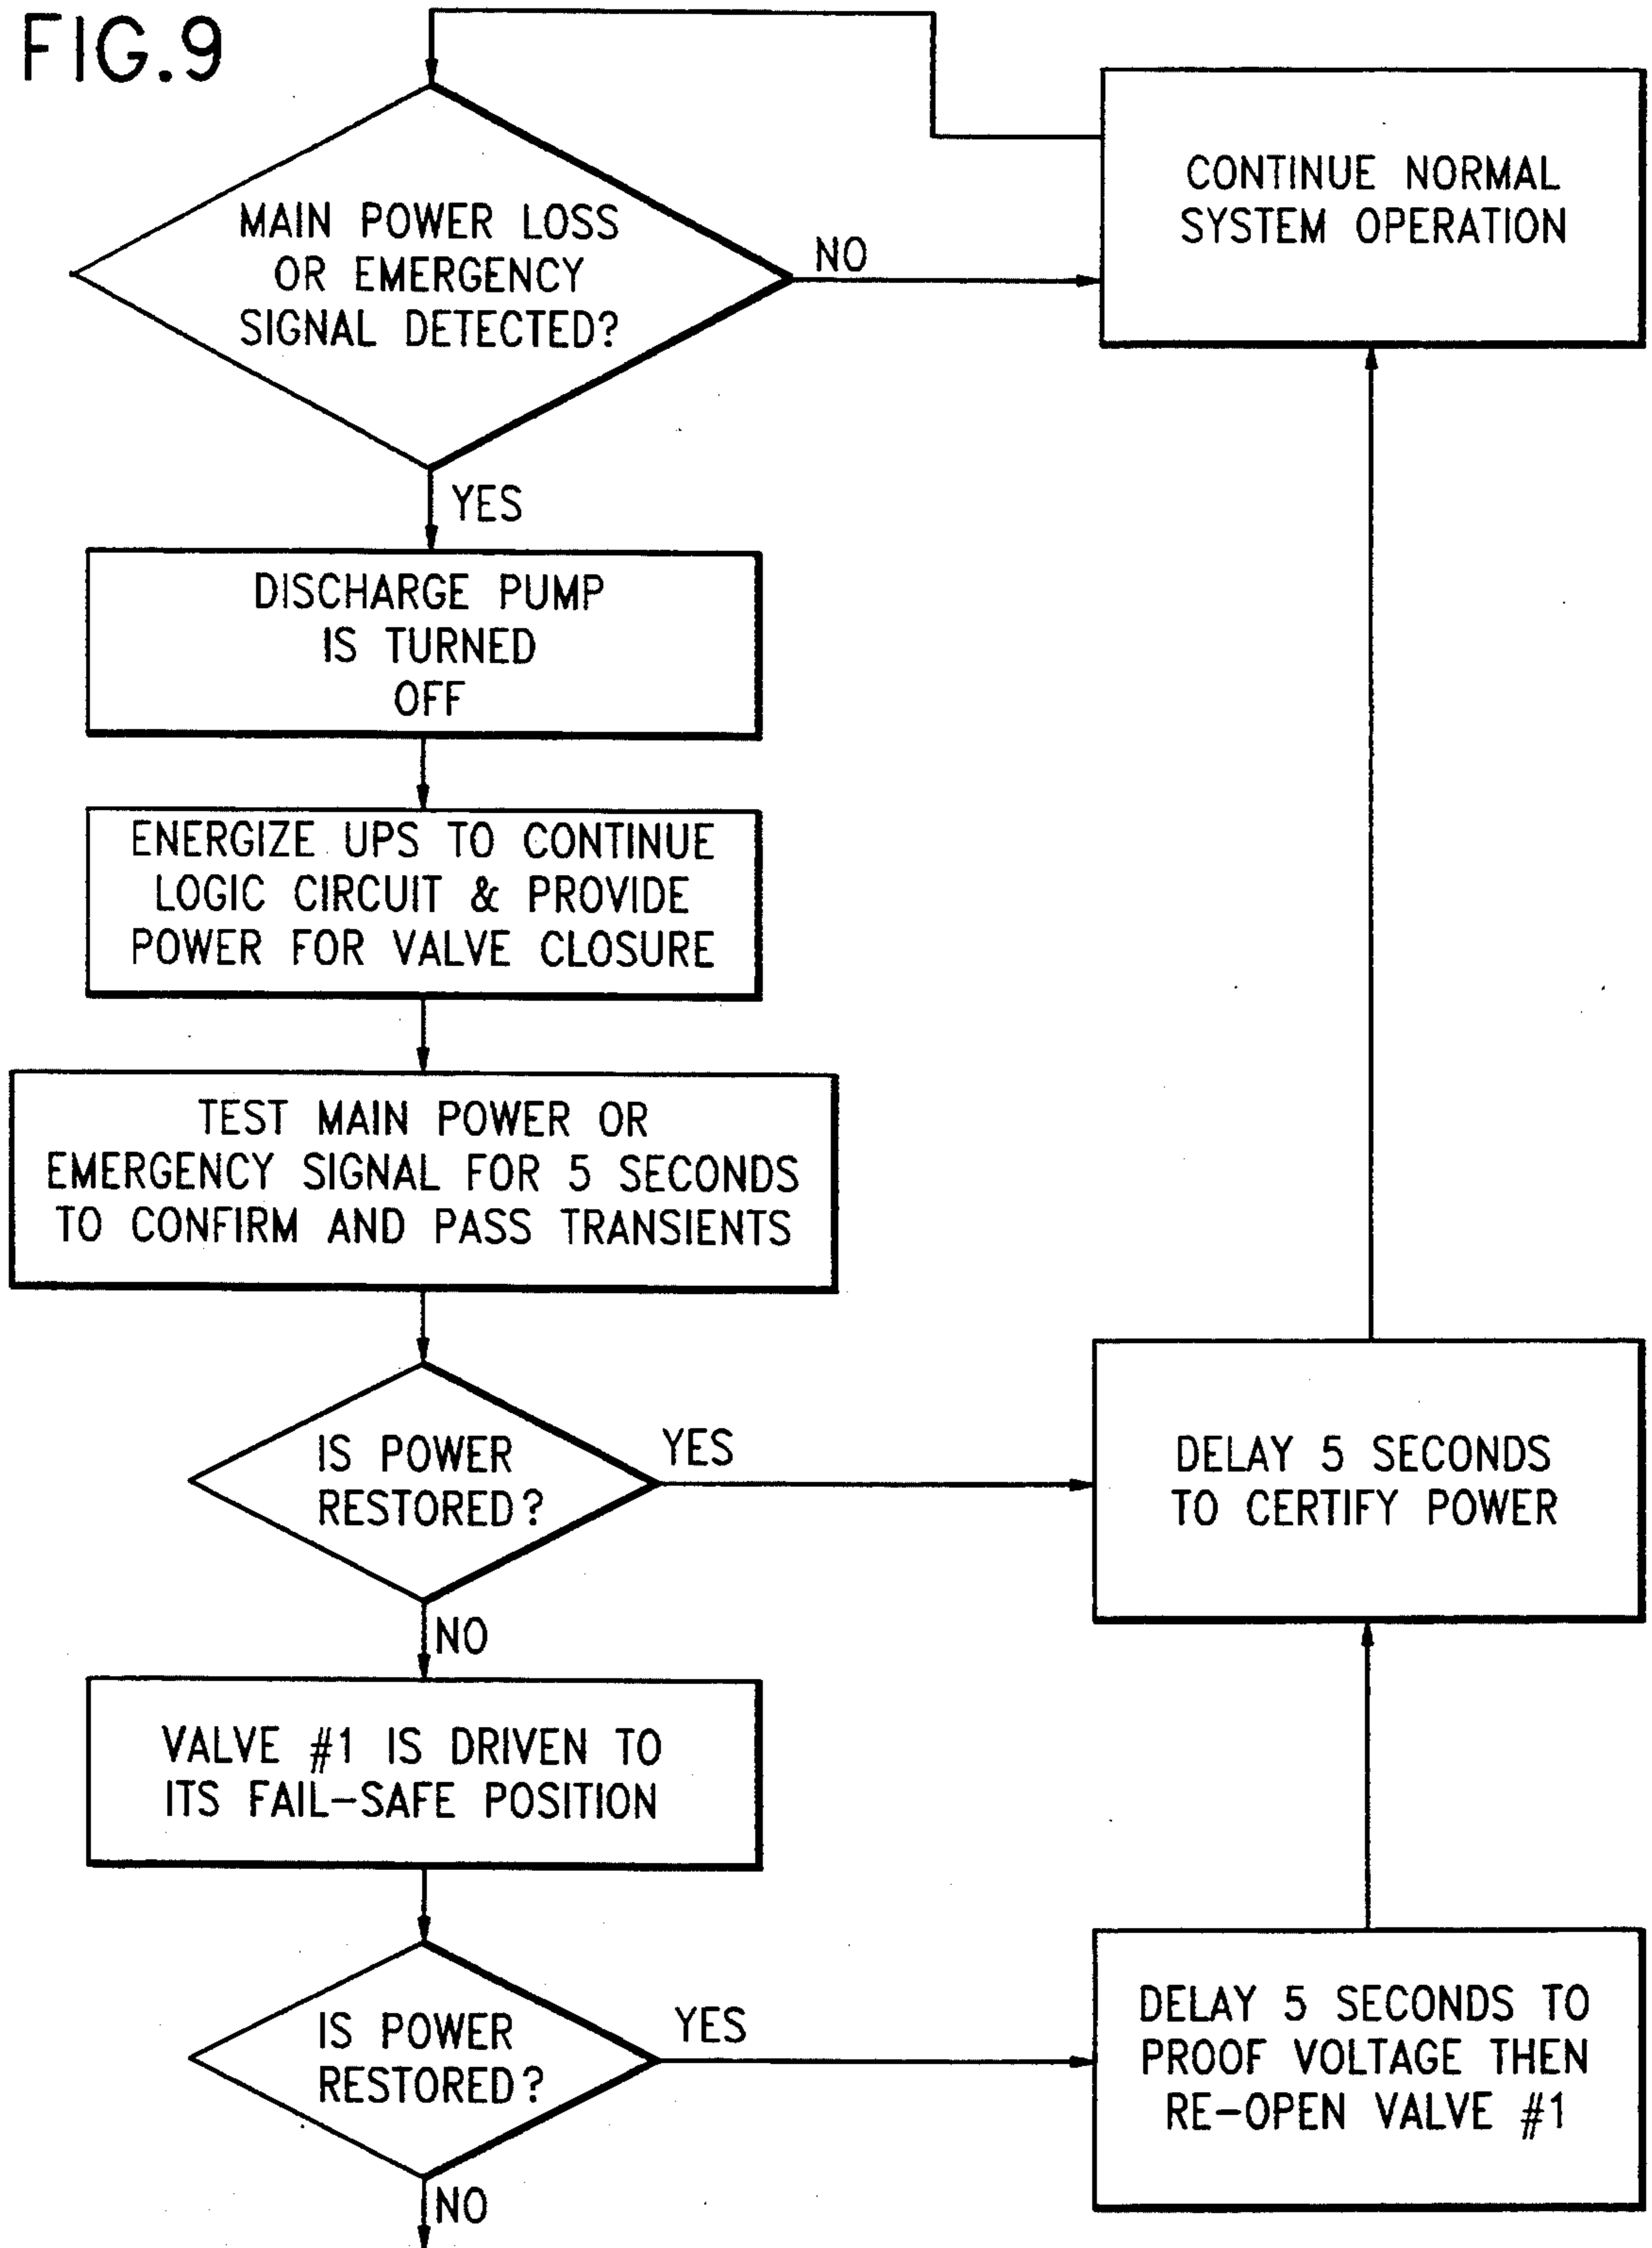 FIG.9
MAIN POWER LOSS
OR EMERGENCY
SIGNAL DETECTED?
NO
CONTINUE NORMAL
SYSTEM OPERATION
YES
DISCHARGE PUMP
IS TURNED
OFF
ENERGIZE UPS TO CONTINUE
LOGIC CIRCUIT & PROVIDE
POWER FOR VALVE CLOSURE
TEST MAIN POWER OR
EMERGENCY SIGNAL FOR 5 SECONDS
TO CONFIRM AND PASS TRANSIENTS
IS POWER
RESTORED?
YES
DELAY 5 SECONDS
TO CERTIFY POWER
NO
VALVE #1 IS DRIVEN TO
ITS FAIL-SAFE POSITION
IS POWER
RESTORED?
YES
DELAY 5 SECONDS TO
PROOF VOLTAGE THEN
RE-OPEN VALVE #1
NO